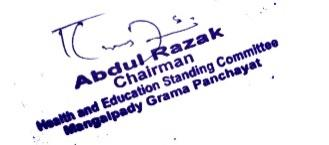 Abdul Razak
Chairman
Health and Education Standing Committee
Mangalpady Grama Panchayat